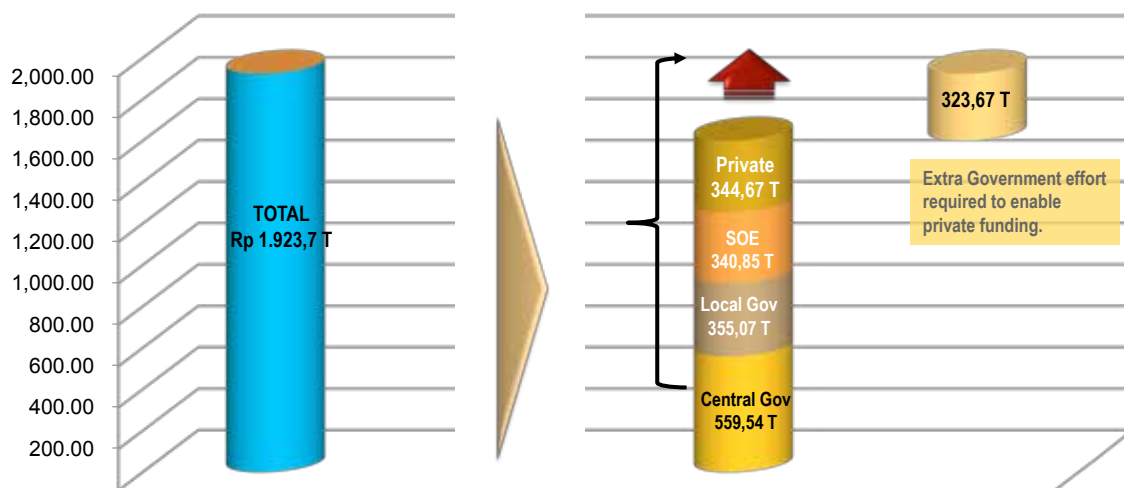 2,000.00
1,800.00
1,600.00
1,400.00
1,200.00
1,000.00
800.00
600.00
400.00
200.00
TOTAL
Rp 1.923,7 T
Private
344,67 T
SOE
340,85 T
Local Gov
355,07 T
Central Gov
559,54 T
323,67 T
Extra Government effort
required to enable
private funding.